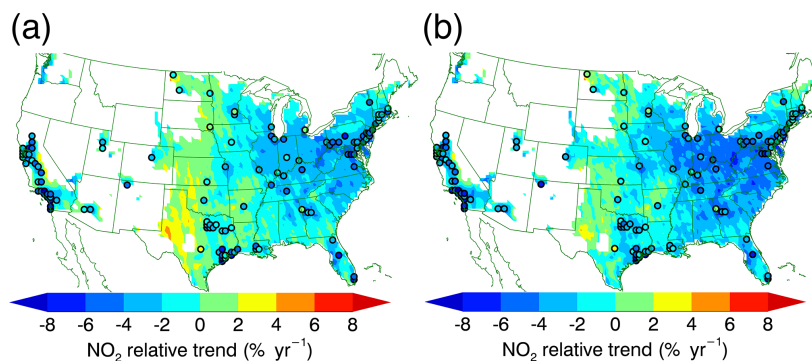 (a)
(b)
-8 -6 -4 -2 0 2 4 6 8
NO₂ relative trend (% yr⁻¹)
-8 -6 -4 -2 0 2 4 6 8
NO₂ relative trend (% yr⁻¹)